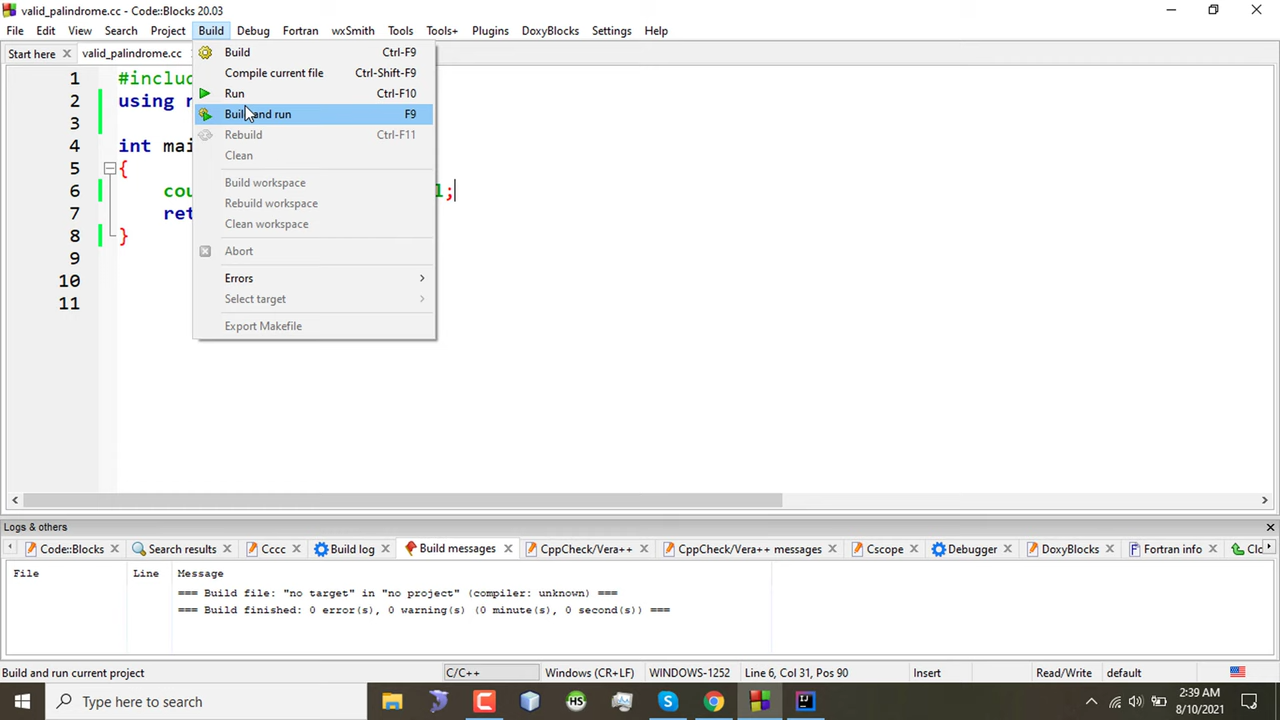 valid_palindrome.cc - Code::Blocks 20.03
File Edit View Search Project Build Debug Fortran wxSmith Tools Tools+ Plugins DoxyBlocks Settings Help
Start here valid_palindrome.cc
Build Ctrl-F9
Compile current file Ctrl-Shift-F9
Run Ctrl-F10
Build and run F9
Rebuild Ctrl-F11
Clean
Build workspace
Rebuild workspace
Clean workspace
Abort
Errors
Select target
Export Makefile
1 #includ
2 using n
3
4 int mai
5 {
6 cou l;
7 ret
8 }
9
10
11
Logs & others
Code::Blocks Search results Cccc Build log Build messages CppCheck/Vera++ CppCheck/Vera++ messages Cscope Debugger DoxyBlocks Fortran info Clo
File Line Message
=== Build file: "no target" in "no project" (compiler: unknown) ===
=== Build finished: 0 error(s), 0 warning(s) (0 minute(s), 0 second(s)) ===
Build and run current project C/C++ Windows (CR+LF) WINDOWS-1252 Line 6, Col 31, Pos 90 Insert Read/Write default
Type here to search
HS
2:39 AM
8/10/2021